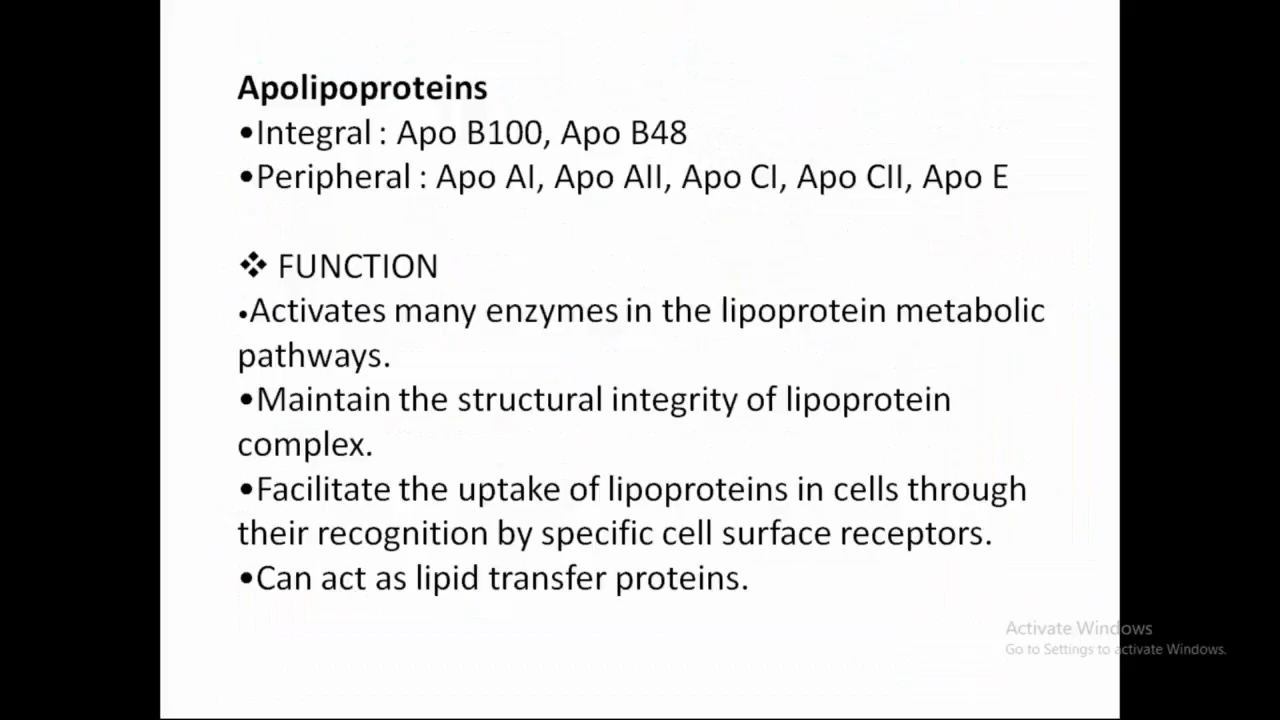 Apolipoproteins
•Integral : Apo B100, Apo B48
•Peripheral : Apo AI, Apo AII, Apo CI, Apo CII, Apo E
❖ FUNCTION
•Activates many enzymes in the lipoprotein metabolic
pathways.
•Maintain the structural integrity of lipoprotein
complex.
•Facilitate the uptake of lipoproteins in cells through
their recognition by specific cell surface receptors.
•Can act as lipid transfer proteins.
Activate Windows
Go to Settings to activate Windows.